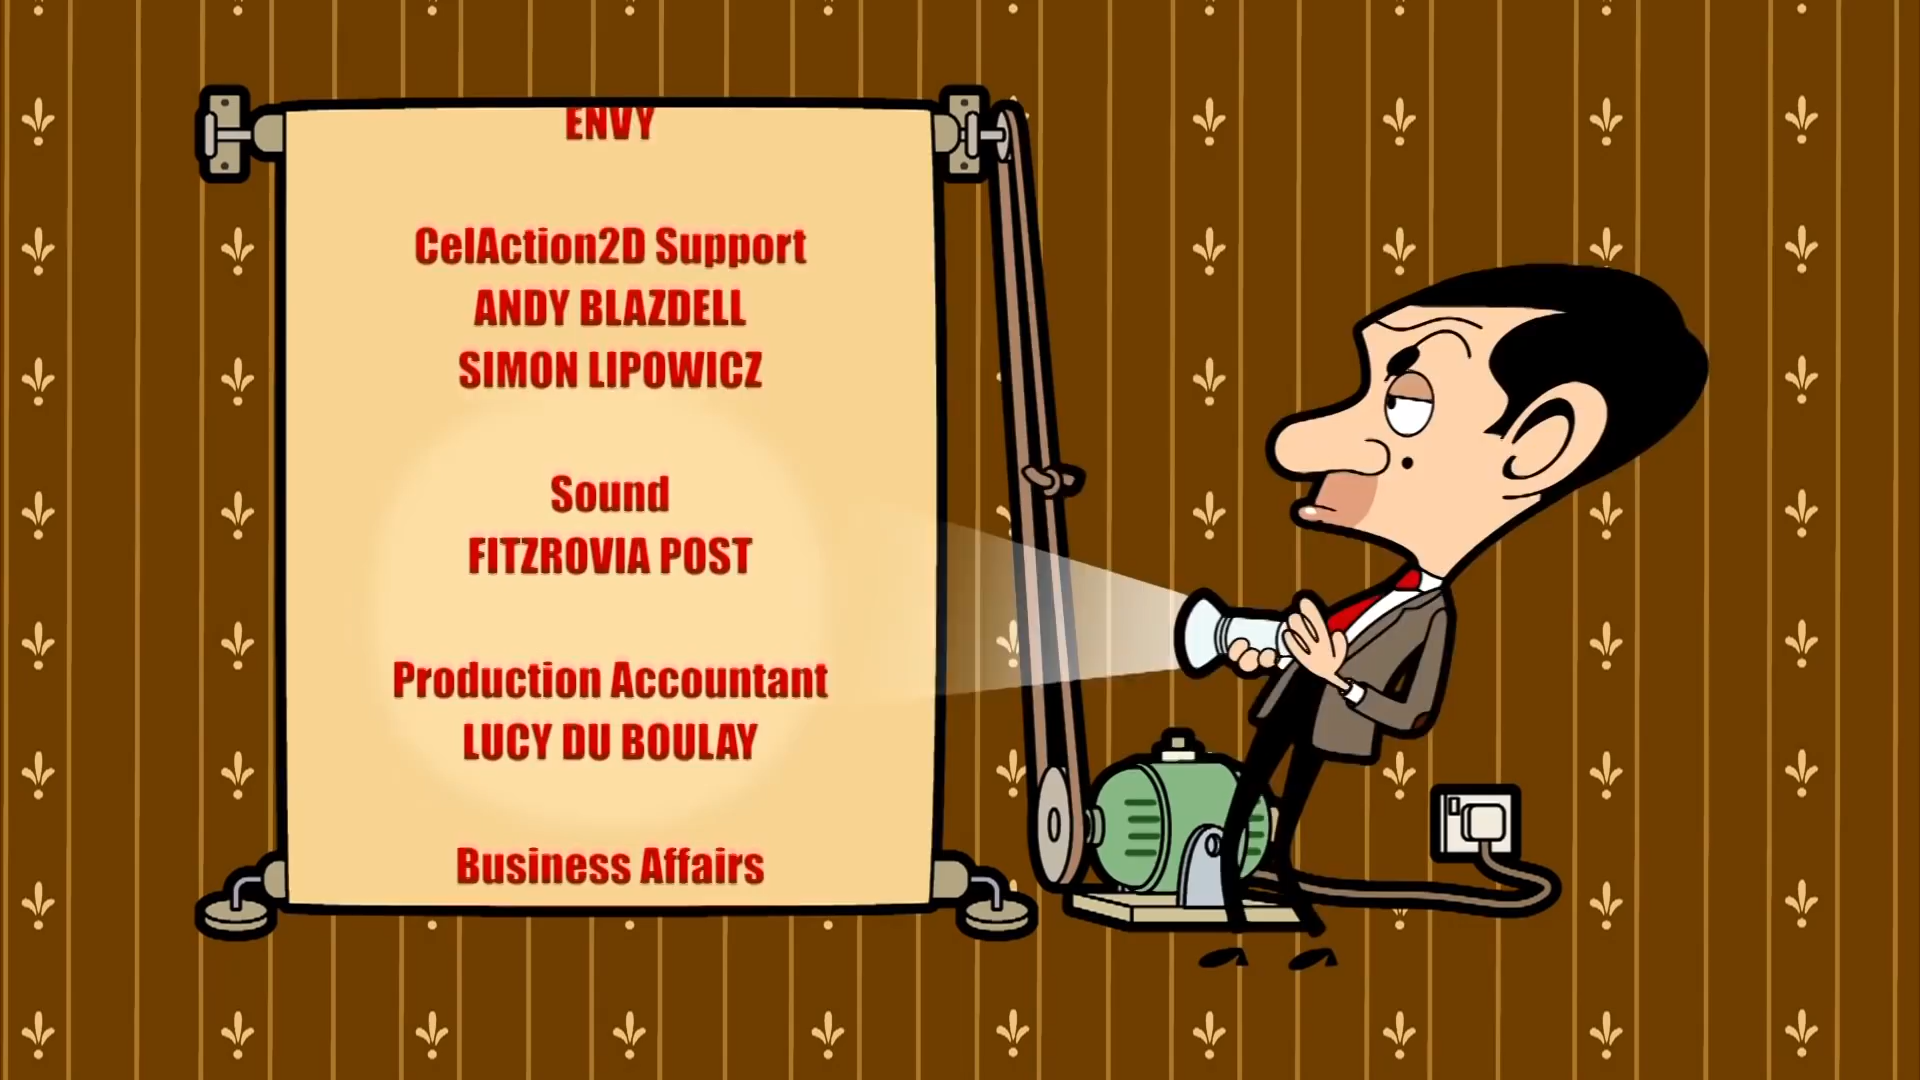 ENVY
CelAction2D Support
ANDY BLAZDELL
SIMON LIPOWICZ
Sound
FITZROVIA POST
Production Accountant
LUCY DU BOULAY
Business Affairs